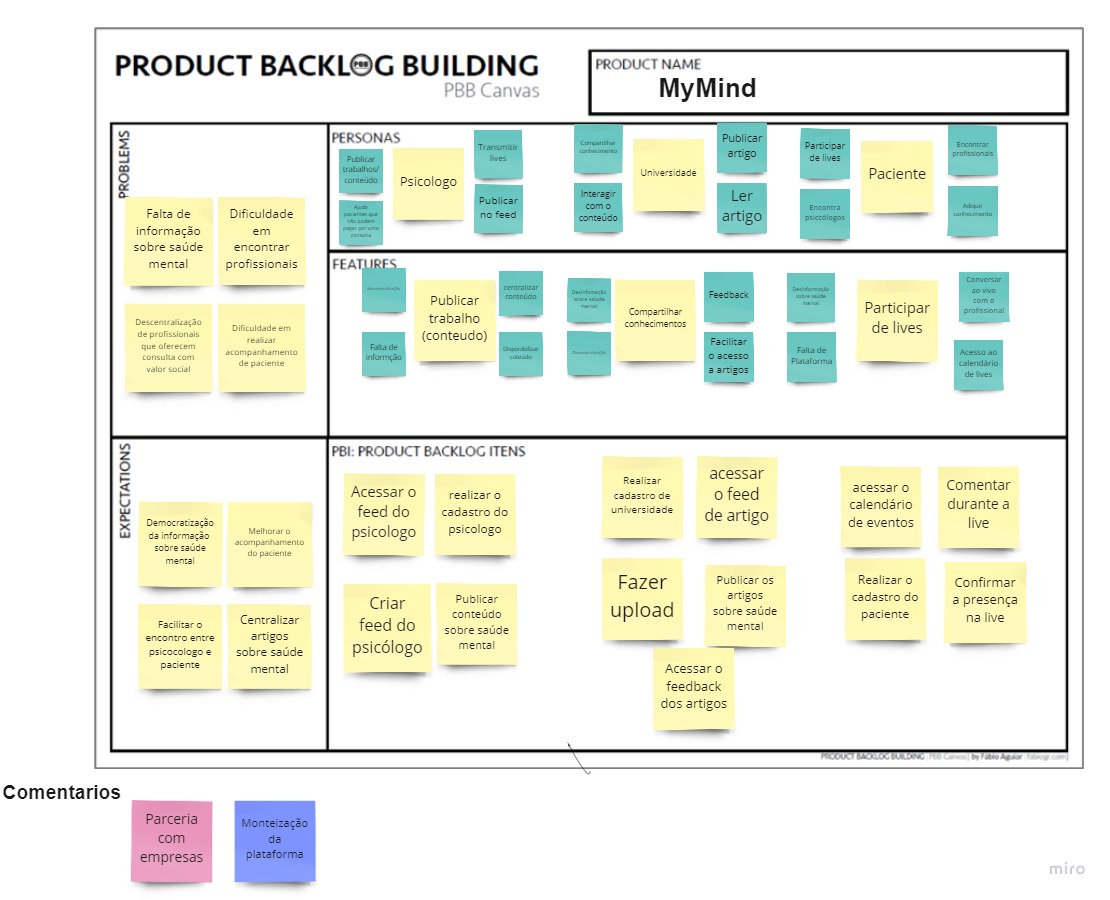 PRODUCT BACKLOG BUILDING
PBB Canvas
PRODUCT NAME
MyMind
PROBLEMS
Falta de
informação
sobre saúde
mental
Dificuldade
em
encontrar
profissionais
Descentralização
de profissionais
que oferecem
consulta com
valor social
Dificuldade em
realizar
acompanhamento
de paciente
PERSONAS
Publicar
trabalhos/
conteúdo
Ajuda
pacientes que
não podem
pagar por uma
consulta
Psicologo
Transmitir
lives
Publicar
no feed
Compartilhar
conhecimento
Interagir
com o
conteúdo
Universidade
Publicar
artigo
Ler
artigo
Participar
de lives
Encontra
psiccólogos
Paciente
Encontrar
profissionais
Adique
conhecimento
FEATURES
descentralização
Falta de
informção
Publicar
trabalho
(conteudo)
centralizar
conteúdo
Disponibilizar
coteúdo
Desinfomação
sobre saúde
mental
Descentralização
Compartilhar
conhecimentos
Feedback
Facilitar
o acesso
a artigos
Desinformação
sobre saúde
mental
Falta de
Plataforma
Participar
de lives
Conversar
ao vivo
com o
profissional
Acesso ao
calendário
de lives
EXPECTATIONS
Democratização
da informação
sobre saúde
mental
Melhorar o
acompanhamento
do paciente
Facilitar o
encontro entre
psicocologo e
paciente
Centralizar
artigos
sobre saúde
mental
PBI: PRODUCT BACKLOG ITENS
Acessar o
feed do
psicologo
realizar o
cadastro do
psicologo
Criar
feed do
psicólogo
Publicar
conteúdo
sobre saúde
mental
Realizar
cadastro de
universidade
acessar
o feed
de artigo
Fazer
upload
Publicar os
artigos
sobre saúde
mental
Acessar o
feedback
dos artigos
acessar o
calendário
de eventos
Comentar
durante a
live
Realizar o
cadastro do
paciente
Confirmar
a presença
na live
PRODUCT BACKLOG BUILDING | PBB Canvas | by Fábio Aguiar | fabiogr.com|
Comentarios
Parceria
com
empresas
Monteização
da
plataforma
miro